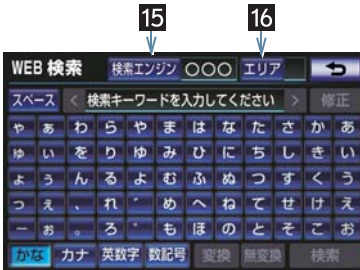 15 16
WEB 検索 検索エンジン ○○○ エリア
スペース < 検索キーワードを入力してください > 修正
ゃ ぁ わ ら や ま は な た さ か あ
ゅ ぃ を り ゆ み ひ に ち し き い
ょ ぅ ん る よ む ふ ぬ つ す く う
っ ぇ 、 れ ゛ め へ ね て せ け え
ー ぉ 。 ろ ゜ も ほ の と そ こ お
かな カナ 英数字 数記号 変換 無変換 検索